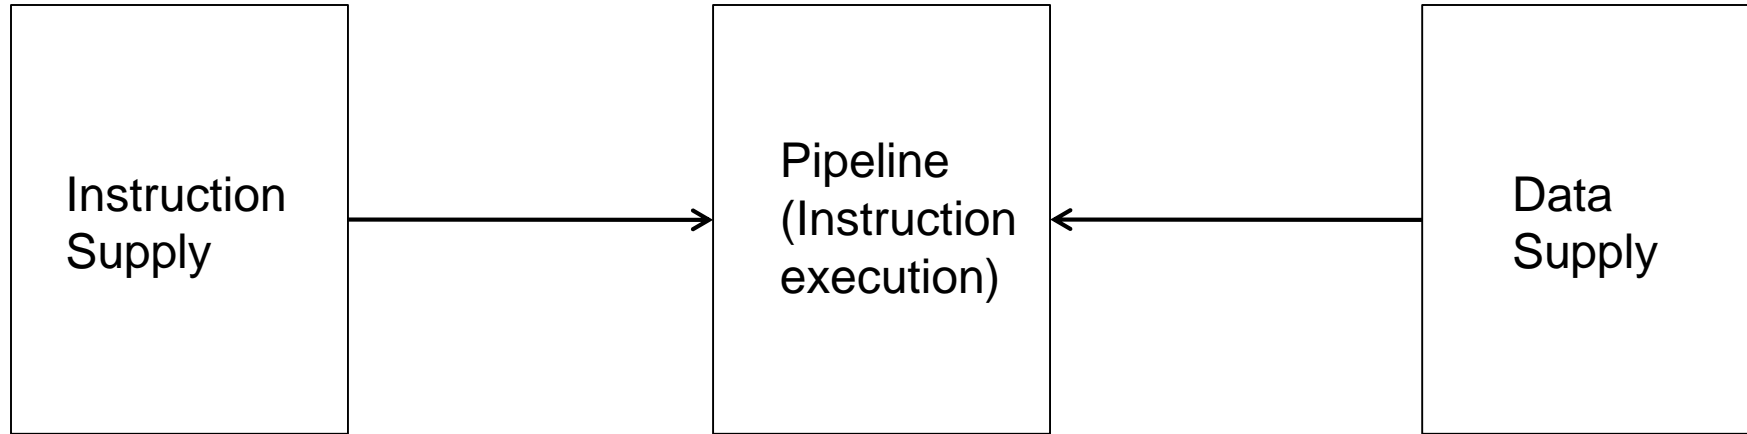 Instruction
Supply
Pipeline
(Instruction
execution)
Data
Supply